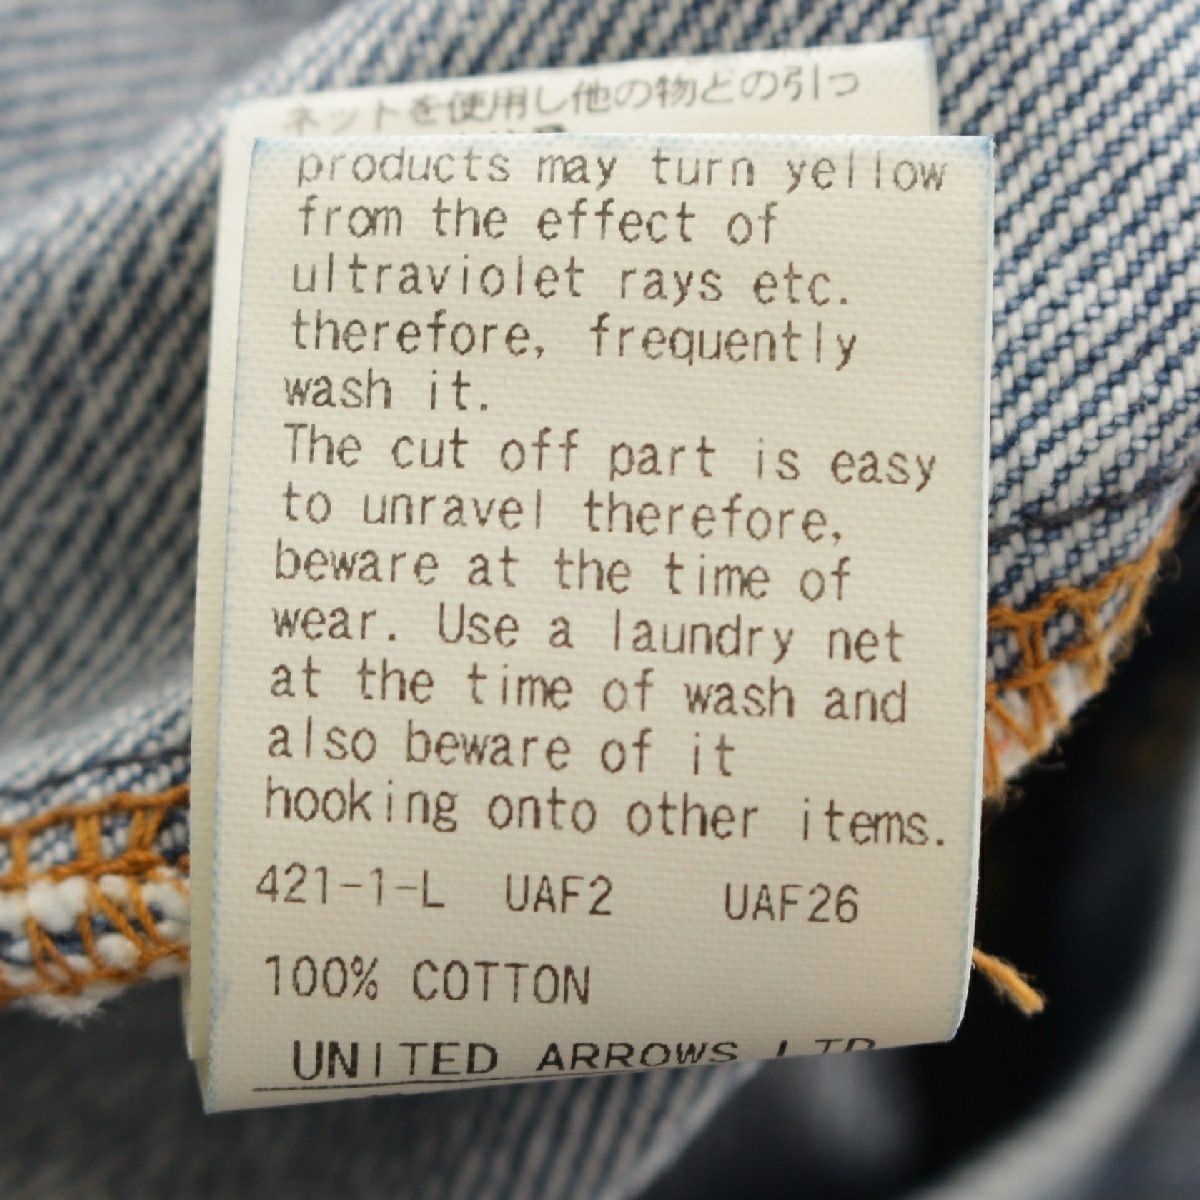 ネットを使用し他の物どの引っ
products may turn yellow
from the effect of
ultraviolet rays etc.
therefore, frequently
wash it.
The cut off part is easy
to unravel therefore,
beware at the time of
wear. Use a laundry net
at the time of wash and
also beware of it
hooking onto other items.
421-1-L UAF2 UAF26
100% COTTON
UNITED ARROWS LTD